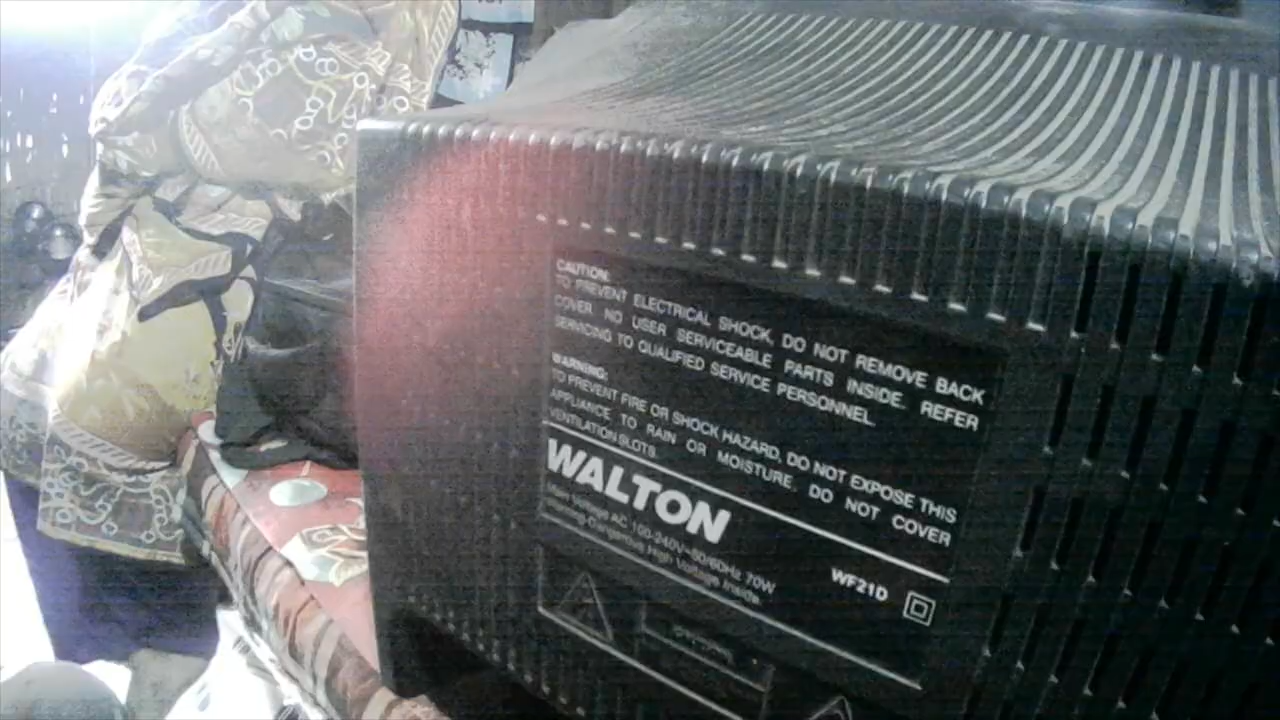 CAUTION:
TO PREVENT ELECTRICAL SHOCK, DO NOT REMOVE BACK
COVER. NO USER SERVICEABLE PARTS INSIDE. REFER
SERVICING TO QUALIFIED SERVICE PERSONNEL.
WARNING:
TO PREVENT FIRE OR SHOCK HAZARD, DO NOT EXPOSE THIS
APPLIANCE TO RAIN OR MOISTURE. DO NOT COVER
VENTILATION SLOTS.
WALTON
Main Voltage AC 100-240V~50/60Hz 70W
WF21D
Warning-Dangerous High Voltage Inside.